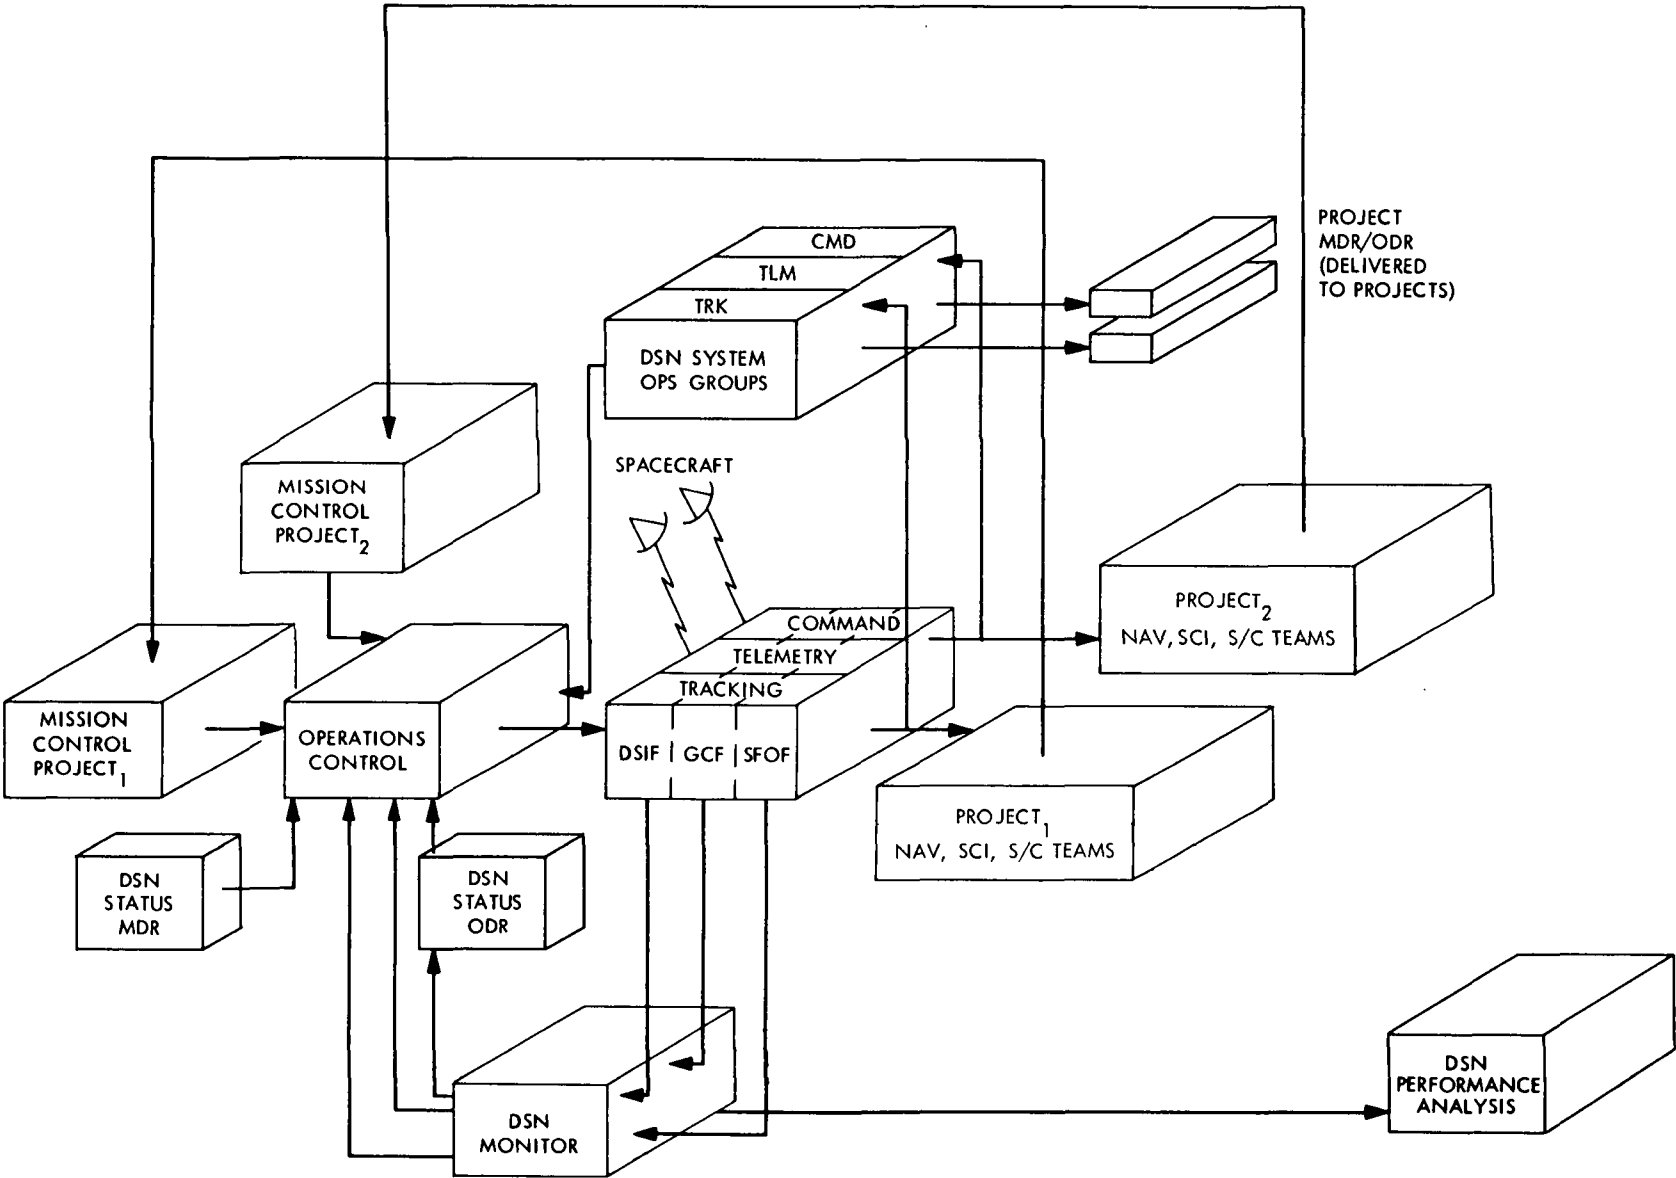 PROJECT
MDR/ODR
(DELIVERED
TO PROJECTS)
CMD
TLM
TRK
DSN SYSTEM
OPS GROUPS
SPACECRAFT
MISSION
CONTROL
PROJECT2
COMMAND
TELEMETRY
TRACKING
DSIF GCF SFOF
PROJECT2
NAV, SCI, S/C TEAMS
MISSION
CONTROL
PROJECT1
OPERATIONS
CONTROL
PROJECT1
NAV, SCI, S/C TEAMS
DSN
STATUS
MDR
DSN
STATUS
ODR
DSN
MONITOR
DSN
PERFORMANCE
ANALYSIS